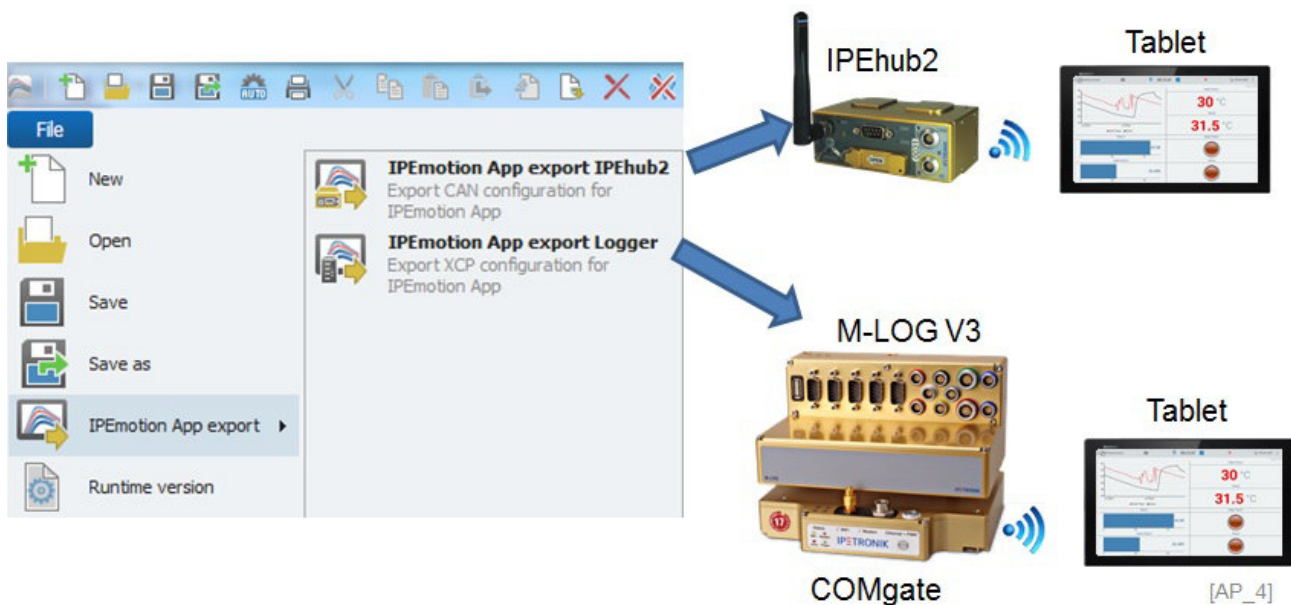 AUTO
File
New
Open
Save
Save as
IPEmotion App export
Runtime version
IPEmotion App export IPEhub2
Export CAN configuration for
IPEmotion App
IPEmotion App export Logger
Export XCP configuration for
IPEmotion App
IPEhub2
Tablet
30 °C
31.5 °C
M-LOG V3
17
IPETRONIK
COMgate
Tablet
30 °C
31.5 °C
[AP_4]